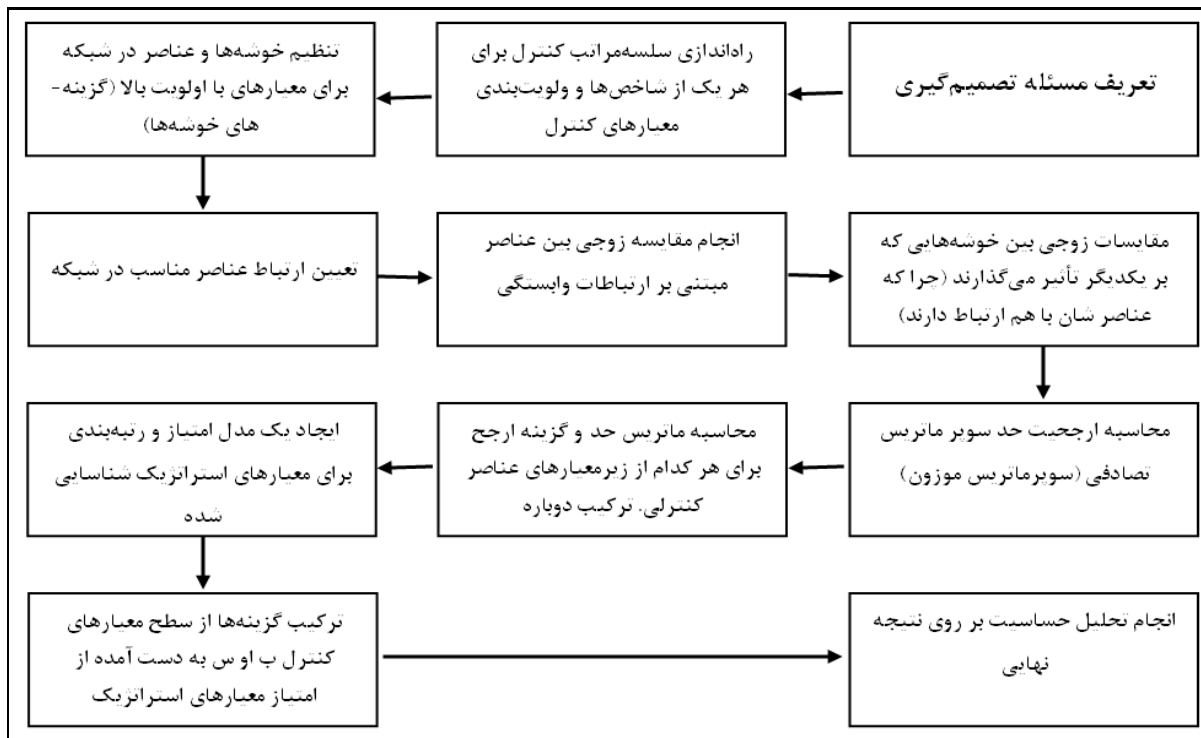 تعریف مسئله تصمیم‌گیری
راه‌اندازی سلسه‌مراتب کنترل برای
هر یک از شاخص‌ها و ولویت‌بندی
معیارهای کنترل
تنظیم خوشه‌ها و عناصر در شبکه
برای معیارهای با اولویت بالا (گزینه-
های خوشه‌ها)
تعیین ارتباط عناصر مناسب در شبکه
انجام مقایسه زوجی بین عناصر
مبتنی بر ارتباطات وابستگی
مقایسات زوجی بین خوشه‌هایی که
بر یکدیگر تأثیر می‌گذارند (چرا که
عناصر شان با هم ارتباط دارند)
محاسبه ارجحیت حد سوپر ماتریس
تصادفی (سوپرماتریس موزون)
محاسبه ماتریس حد و گزینه ارجح
برای هر کدام از زیرمعیارهای عناصر
کنترلی. ترکیب دوباره
ایجاد یک مدل امتیاز و رتبه‌بندی
برای معیارهای استراتژیک شناسایی
شده
ترکیب گزینه‌ها از سطح معیارهای
کنترل ب او س به دست آمده از
امتیاز معیارهای استراتژیک
انجام تحلیل حساسیت بر روی نتیجه
نهایی